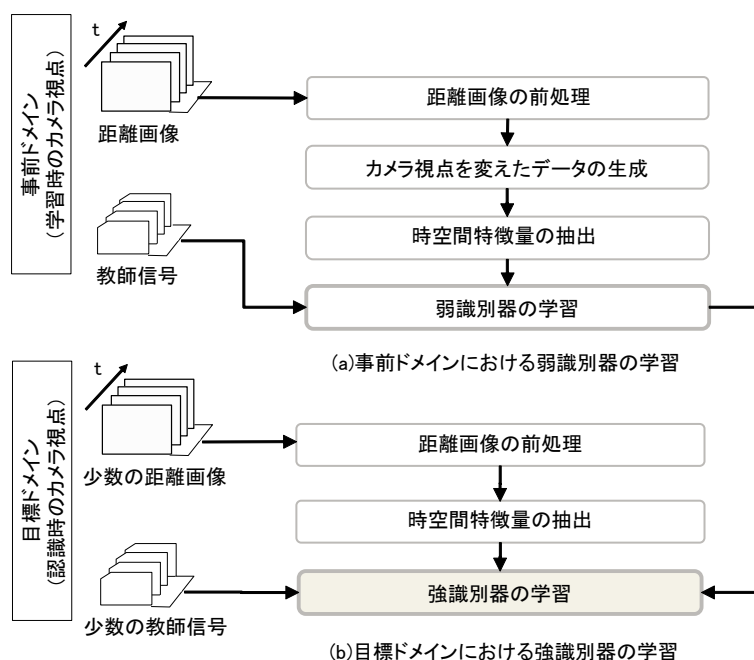 事前ドメイン
(学習時のカメラ視点)
t
距離画像
教師信号
距離画像の前処理
カメラ視点を変えたデータの生成
時空間特徴量の抽出
弱識別器の学習
(a)事前ドメインにおける弱識別器の学習
目標ドメイン
(認識時のカメラ視点)
t
少数の距離画像
少数の教師信号
距離画像の前処理
時空間特徴量の抽出
強識別器の学習
(b)目標ドメインにおける強識別器の学習